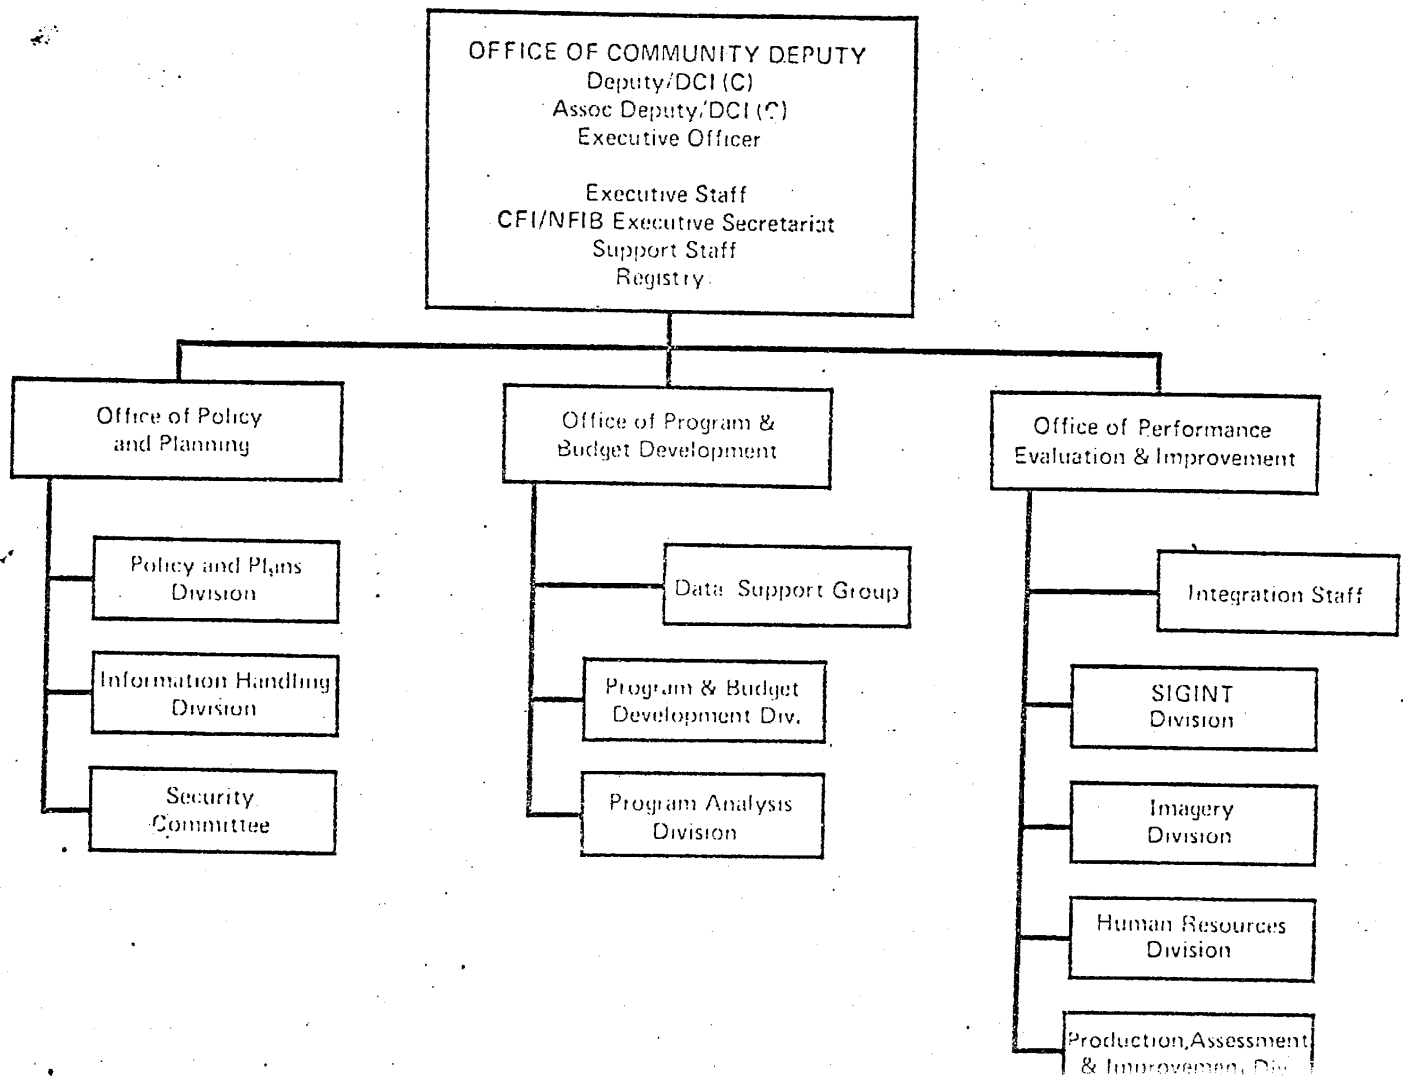 OFFICE OF COMMUNITY DEPUTY
Deputy/DCI (C)
Assoc Deputy/DCI (C)
Executive Officer
Executive Staff
CFI/NFIB Executive Secretariat
Support Staff
Registry
Office of Policy
and Planning
Policy and Plans
Division
Information Handling
Division
Security
Committee
Office of Program &
Budget Development
Data Support Group
Program & Budget
Development Div.
Program Analysis
Division
Office of Performance
Evaluation & Improvement
Integration Staff
SIGINT
Division
Imagery
Division
Human Resources
Division
Production, Assessment
& Improvement Div.